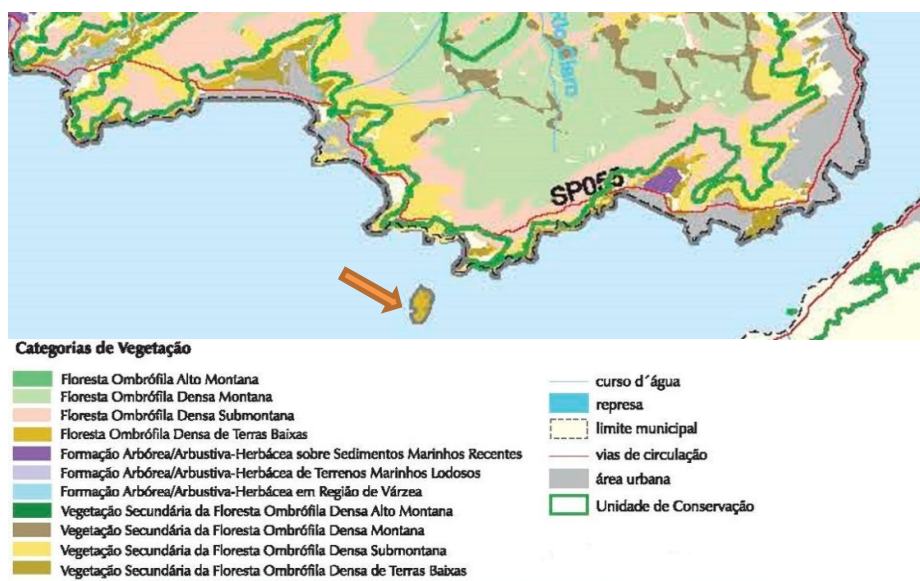 Rio Claro
SP055
Categorias de Vegetação
Floresta Ombrófila Alto Montana
Floresta Ombrófila Densa Montana
Floresta Ombrófila Densa Submontana
Floresta Ombrófila Densa de Terras Baixas
Formação Arbórea/Arbustiva-Herbácea sobre Sedimentos Marinhos Recentes
Formação Arbórea/Arbustiva-Herbácea de Terrenos Marinhos Lodosos
Formação Arbórea/Arbustiva-Herbácea em Região de Várzea
Vegetação Secundária da Floresta Ombrófila Densa Alto Montana
Vegetação Secundária da Floresta Ombrófila Densa Montana
Vegetação Secundária da Floresta Ombrófila Densa Submontana
Vegetação Secundária da Floresta Ombrófila Densa de Terras Baixas
curso d´água
represa
limite municipal
vias de circulação
área urbana
Unidade de Conservação